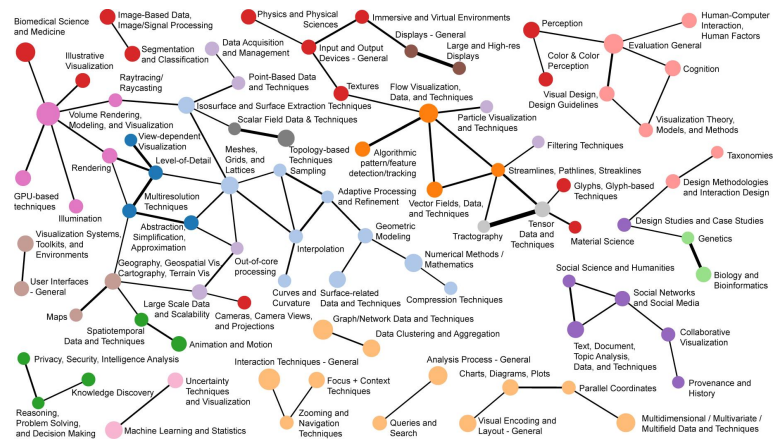 Biomedical Science
and Medicine
Image-Based Data,
Image/Signal Processing
Segmentation
and Classification
Illustrative
Visualization
Raytracing/
Raycasting
Data Acquisition
and Management
Point-Based Data
and Techniques
Physics and Physical
Sciences
Immersive and Virtual Environments
Displays - General
Input and Output
Devices - General
Large and High-res
Displays
Textures
Perception
Color & Color
Perception
Human-Computer
Interaction,
Human Factors
Evaluation General
Cognition
Visual Design,
Design Guidelines
Visualization Theory,
Models, and Methods
Volume Rendering,
Modeling, and Visualization
Isosurface and Surface Extraction Techniques
Scalar Field Data & Techniques
Flow Visualization,
Data, and Techniques
Particle Visualization
and Techniques
View-dependent
Visualization
Level-of-Detail
Meshes,
Grids, and
Lattices
Topology-based
Techniques
Sampling
Algorithmic
pattern/feature
detection/tracking
Filtering Techniques
Streamlines, Pathlines, Streaklines
Taxonomies
Rendering
GPU-based
techniques
Illumination
Multiresolution
Techniques
Adaptive Processing
and Refinement
Vector Fields, Data,
and Techniques
Glyphs, Glyph-based
Techniques
Design Methodologies
and Interaction Design
Abstraction,
Simplification,
Approximation
Interpolation
Geometric
Modeling
Tractography
Tensor
Data and
Techniques
Material Science
Design Studies and Case Studies
Genetics
Biology and
Bioinformatics
Visualization Systems,
Toolkits, and
Environments
User Interfaces
- General
Geography, Geospatial Vis,
Cartography, Terrain Vis
Out-of-core
processing
Numerical Methods /
Mathematics
Compression Techniques
Curves and
Curvature
Surface-related
Data and Techniques
Social Science and Humanities
Social Networks
and Social Media
Maps
Large Scale Data
and Scalability
Cameras, Camera Views,
and Projections
Spatiotemporal
Data and Techniques
Animation and Motion
Graph/Network Data and Techniques
Data Clustering and Aggregation
Text, Document,
Topic Analysis,
Data, and Techniques
Collaborative
Visualization
Provenance and
History
Privacy, Security, Intelligence Analysis
Knowledge Discovery
Reasoning,
Problem Solving,
and Decision Making
Uncertainty
Techniques
and Visualization
Machine Learning and Statistics
Interaction Techniques - General
Focus + Context
Techniques
Zooming and
Navigation
Techniques
Analysis Process - General
Queries and
Search
Charts, Diagrams, Plots
Visual Encoding and
Layout - General
Parallel Coordinates
Multidimensional / Multivariate /
Multifield Data and Techniques